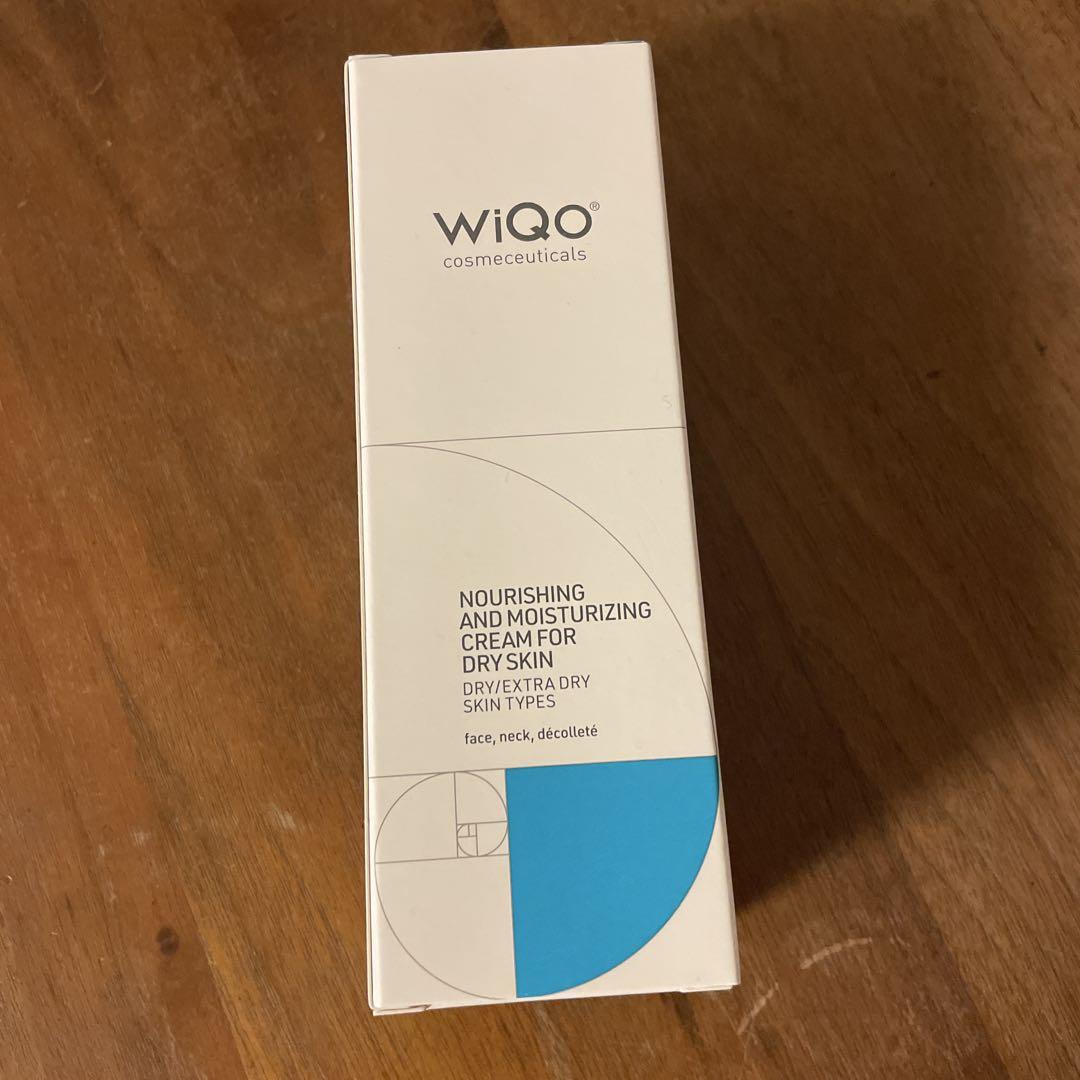 WiQo®
cosmeceuticals
NOURISHING
AND MOISTURIZING
CREAM FOR
DRY SKIN
DRY/EXTRA DRY
SKIN TYPES
face, neck, décolleté